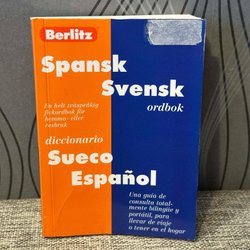 Berlitz
Spansk
Svensk
ordbok
En helt tvåspråkig
fickordbok för
hemma- eller
resbruk
diccionario
Sueco
Español
Una guía de
consulta total-
mente bilingüe y
portátil, para
llevar de viaje
o tener en el hogar